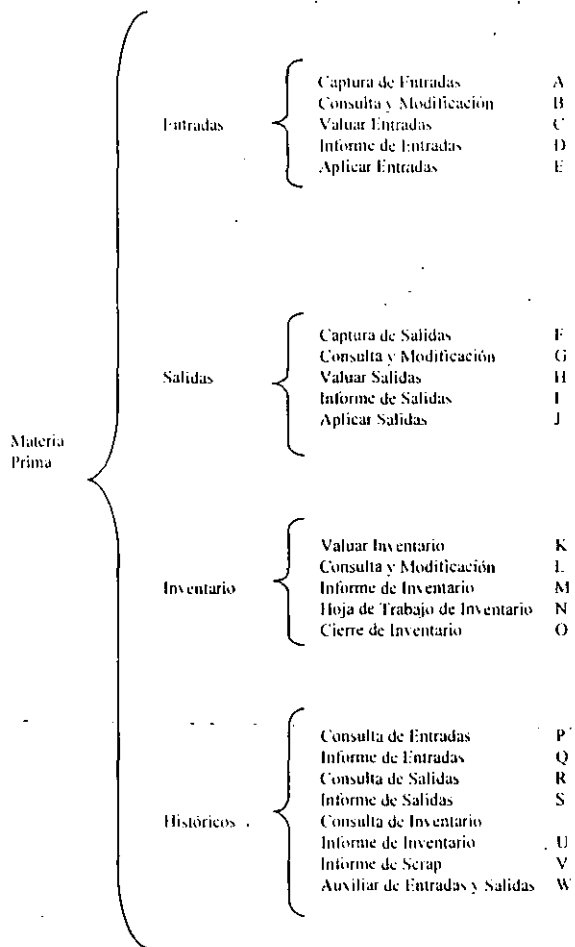 Captura de Entradas A
Consulta y Modificación B
Entradas
Valuar Entradas C
Informe de Entradas D
Aplicar Entradas E
Captura de Salidas F
Consulta y Modificación G
Salidas
Valuar Salidas H
Informe de Salidas I
Aplicar Salidas J
Materia
Prima
Valuar Inventario K
Consulta y Modificación L
Inventario
Informe de Inventario M
Hoja de Trabajo de Inventario N
Cierre de Inventario O
Consulta de Entradas P
Informe de Entradas Q
Consulta de Salidas R
Informe de Salidas S
Históricos
Consulta de Inventario
Informe de Inventario U
Informe de Scrap V
Auxiliar de Entradas y Salidas W